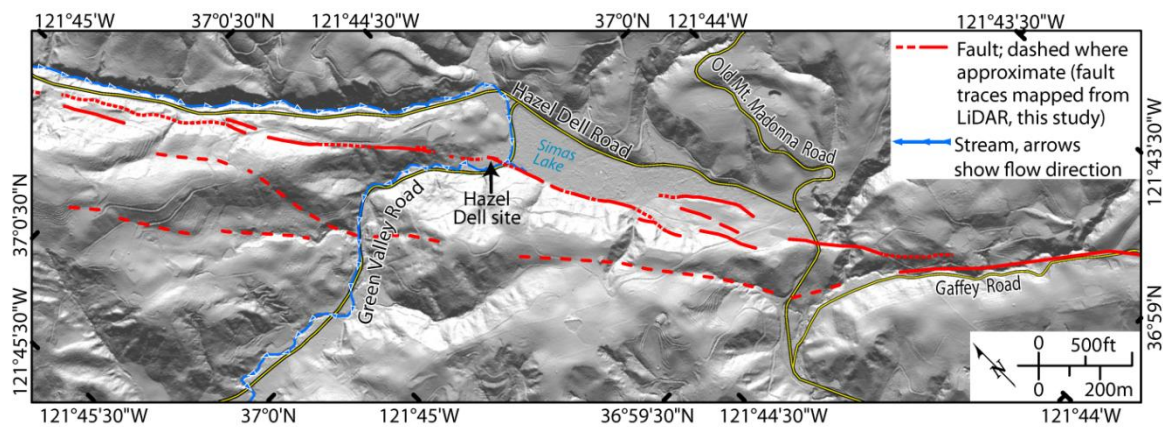 121°45'W 37°0'30"N 121°44'30"W 37°0'N 121°44'W 121°43'30"W
Fault; dashed where
approximate (fault
traces mapped from
LiDAR, this study)
Stream, arrows
show flow direction
Old Mt. Madonna Road
Hazel Dell Road
Simas
Lake
Hazel
Dell site
Green Valley Road
Gaffey Road
37°0'30"N
121°45'30"W
121°43'30"W
36°59'N
N
0 500ft
0 200m
121°45'30"W 37°0'N 121°45'W 36°59'30"N 121°44'30"W 121°44'W